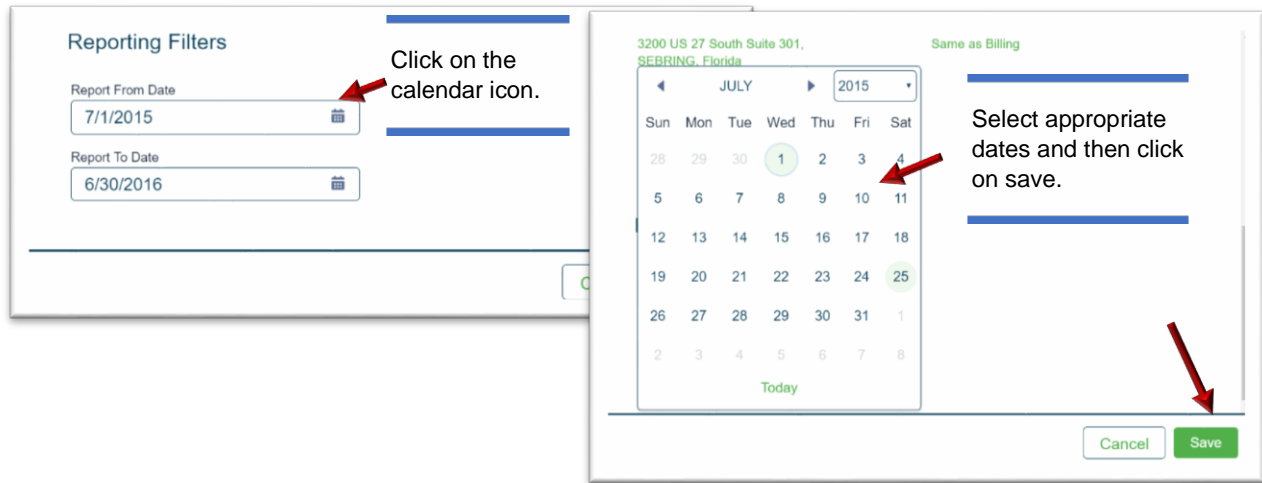 Reporting Filters
Report From Date
7/1/2015
Report To Date
6/30/2016
Click on the
calendar icon.
3200 US 27 South Suite 301,
SEBRING, Florida
Same as Billing
JULY 2015
Sun Mon Tue Wed Thu Fri Sat
28 29 30 1 2 3 4
5 6 7 8 9 10 11
12 13 14 15 16 17 18
19 20 21 22 23 24 25
26 27 28 29 30 31 1
2 3 4 5 6 7 8
Today
Select appropriate
dates and then click
on save.
Cancel Save